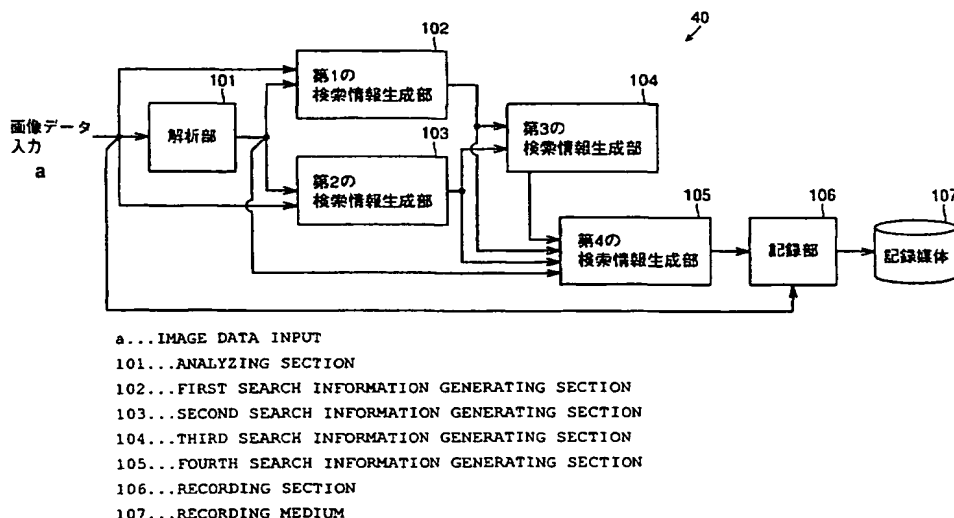 40
102
第1の
検索情報生成部
104
第3の
検索情報生成部
101
解析部
画像データ
入力
a
103
第2の
検索情報生成部
105
第4の
検索情報生成部
106
記録部
107
記録媒体
a...IMAGE DATA INPUT
101...ANALYZING SECTION
102...FIRST SEARCH INFORMATION GENERATING SECTION
103...SECOND SEARCH INFORMATION GENERATING SECTION
104...THIRD SEARCH INFORMATION GENERATING SECTION
105...FOURTH SEARCH INFORMATION GENERATING SECTION
106...RECORDING SECTION
107...RECORDING MEDIUM